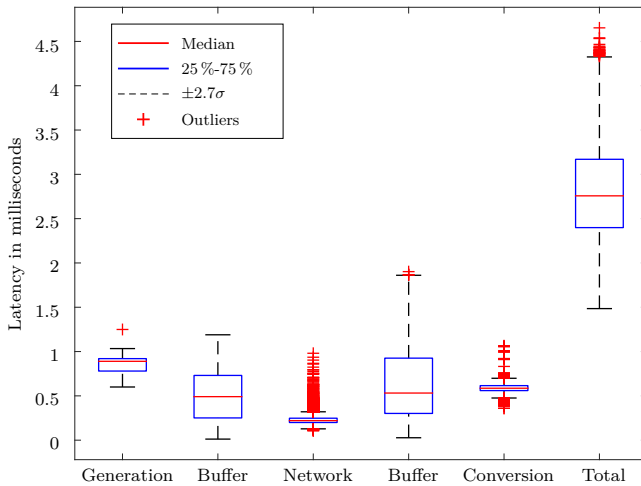 Latency in milliseconds
4.5
4
3.5
3
2.5
2
1.5
1
0.5
0
Median
25 %-75 %
±2.7σ
Outliers
Generation Buffer Network Buffer Conversion Total